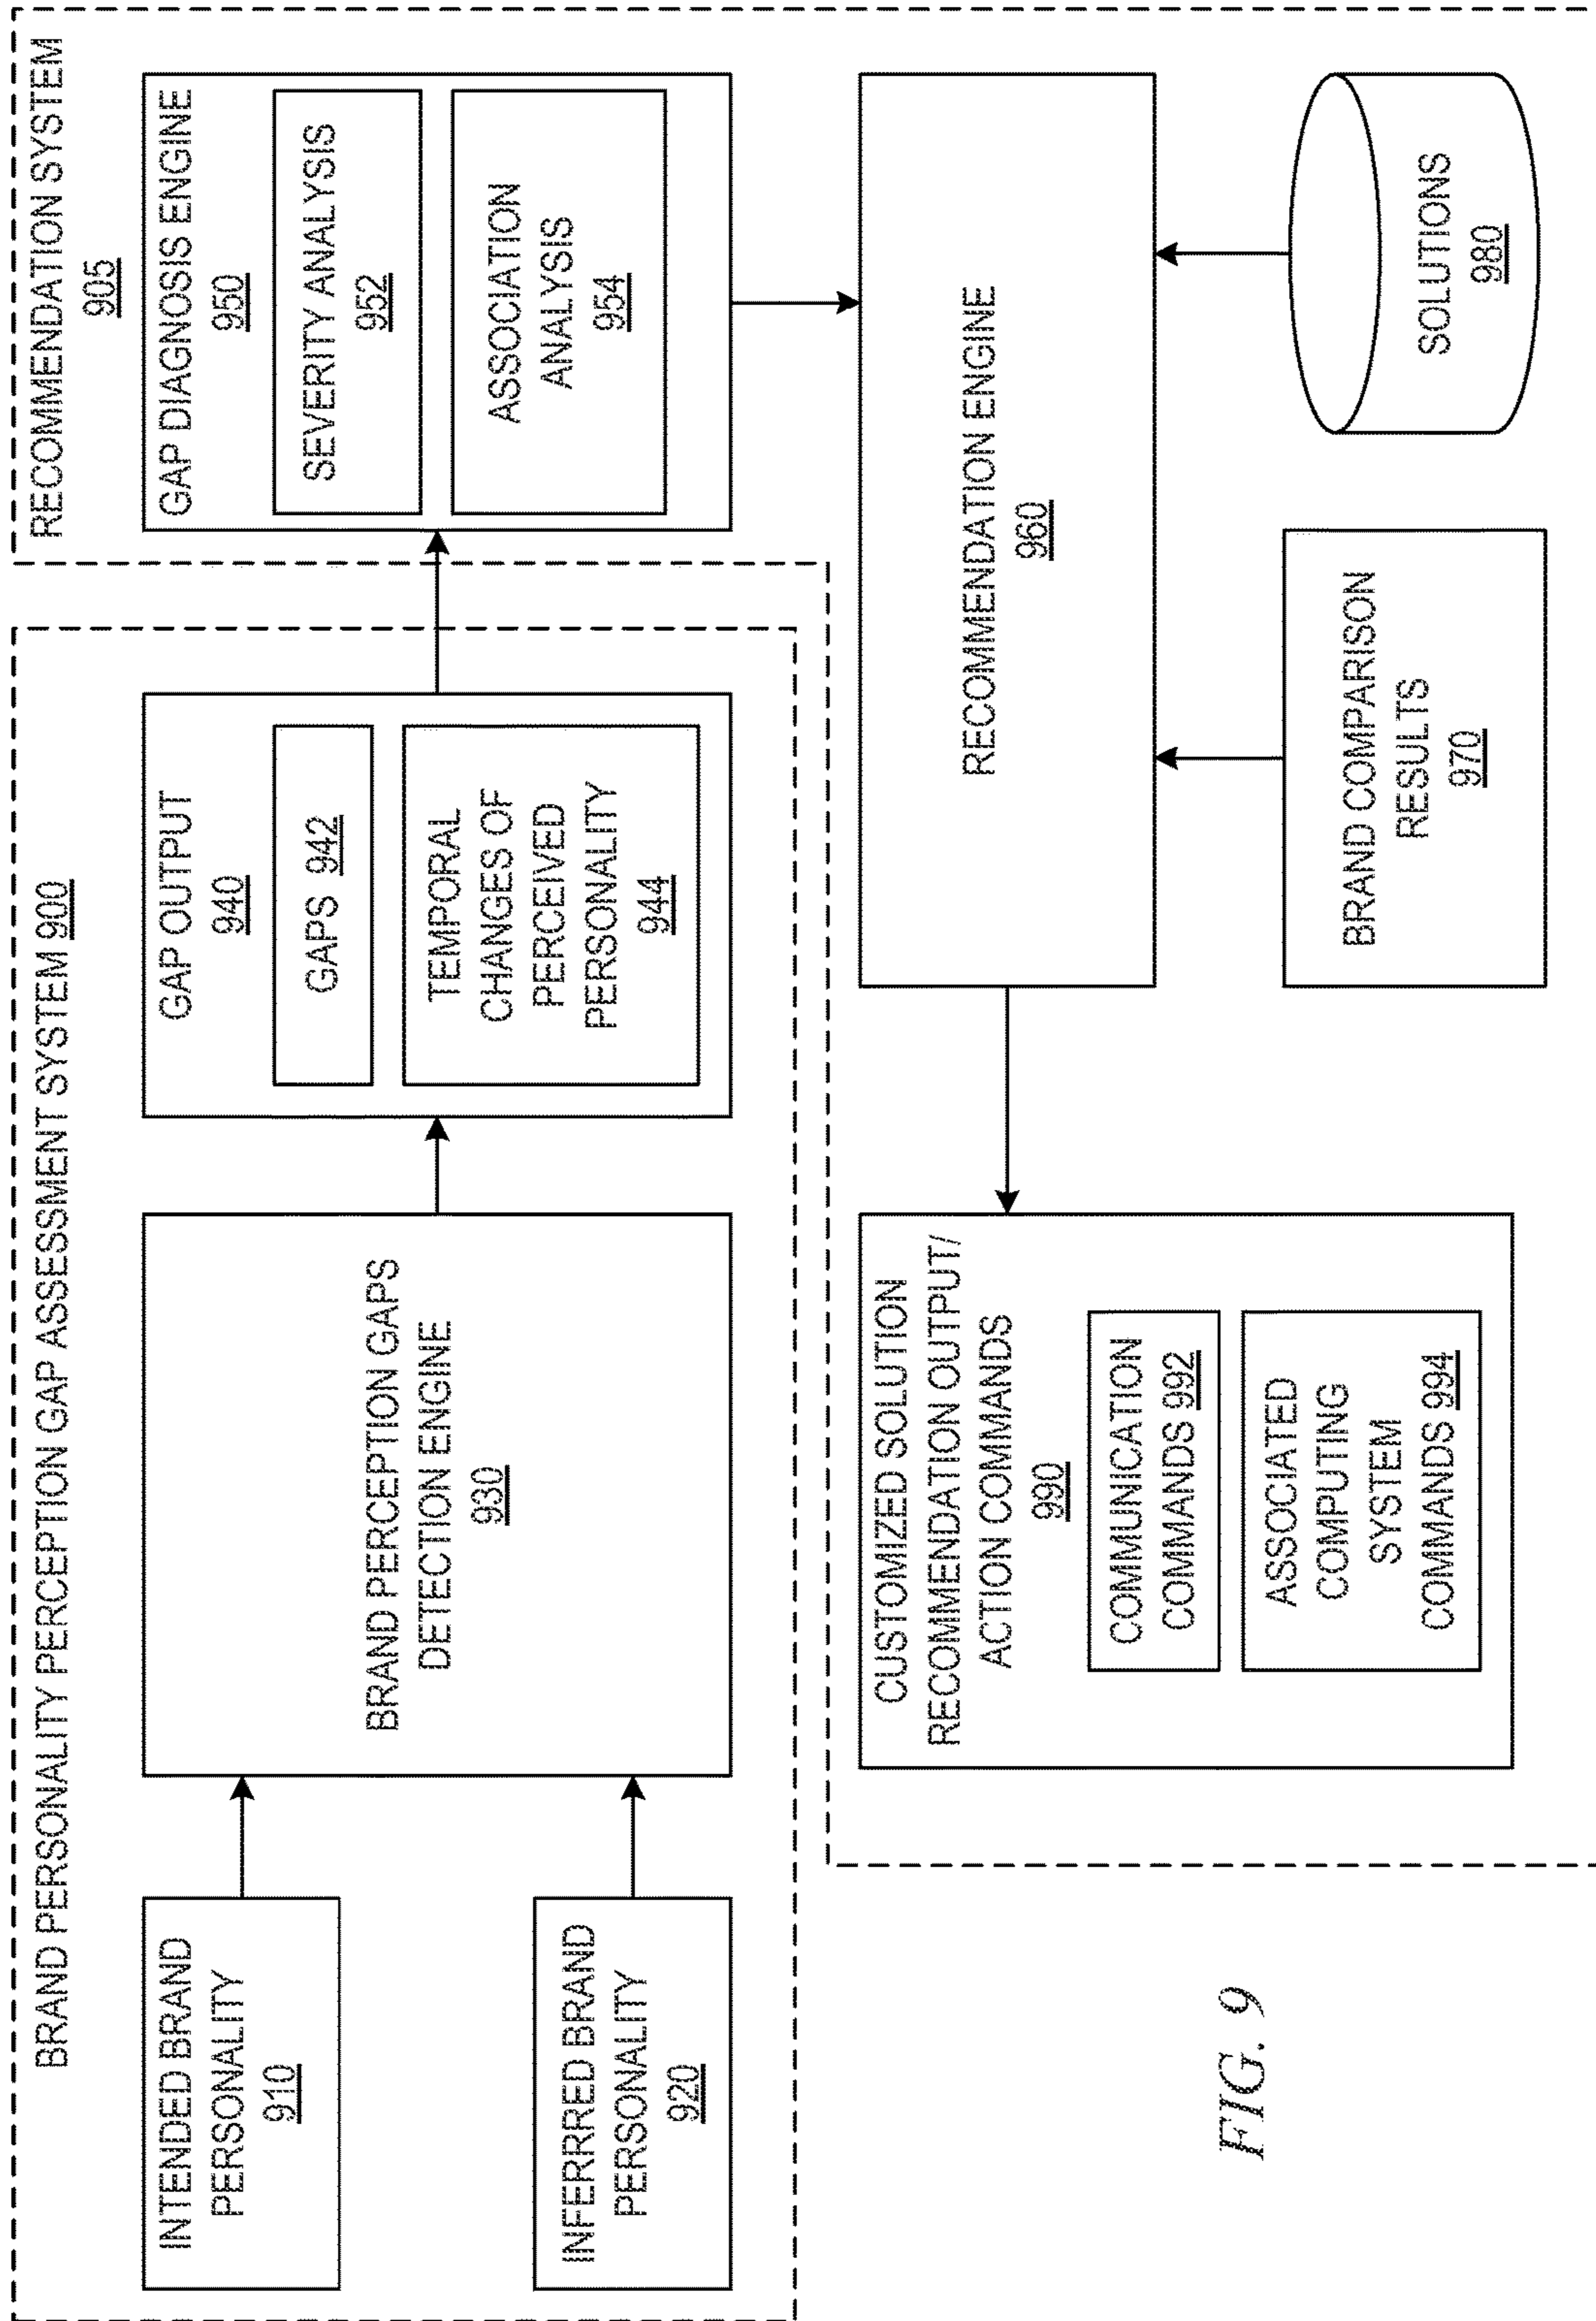 BRAND PERSONALITY PERCEPTION GAP ASSESSMENT SYSTEM 900
INTENDED BRAND
PERSONALITY
910
INFERRED BRAND
PERSONALITY
920
BRAND PERCEPTION GAPS
DETECTION ENGINE
930
GAP OUTPUT
940
GAPS 942
TEMPORAL
CHANGES OF
PERCEIVED
PERSONALITY
944
RECOMMENDATION SYSTEM
905
GAP DIAGNOSIS ENGINE
950
SEVERITY ANALYSIS
952
ASSOCIATION
ANALYSIS
954
CUSTOMIZED SOLUTION
RECOMMENDATION OUTPUT/
ACTION COMMANDS
990
COMMUNICATION
COMMANDS 992
ASSOCIATED
COMPUTING
SYSTEM
COMMANDS 994
RECOMMENDATION ENGINE
960
BRAND COMPARISON
RESULTS
970
SOLUTIONS
980
FIG. 9